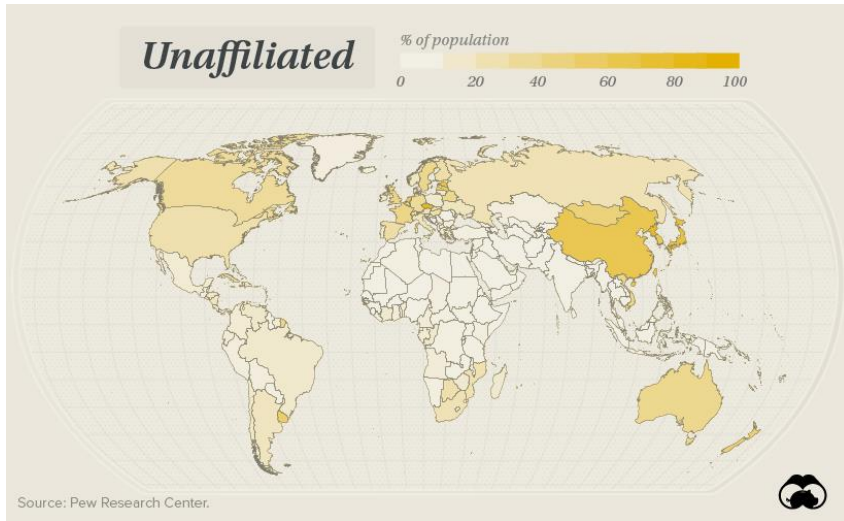 Unaffiliated
% of population
0 20 40 60 80 100
Source: Pew Research Center.